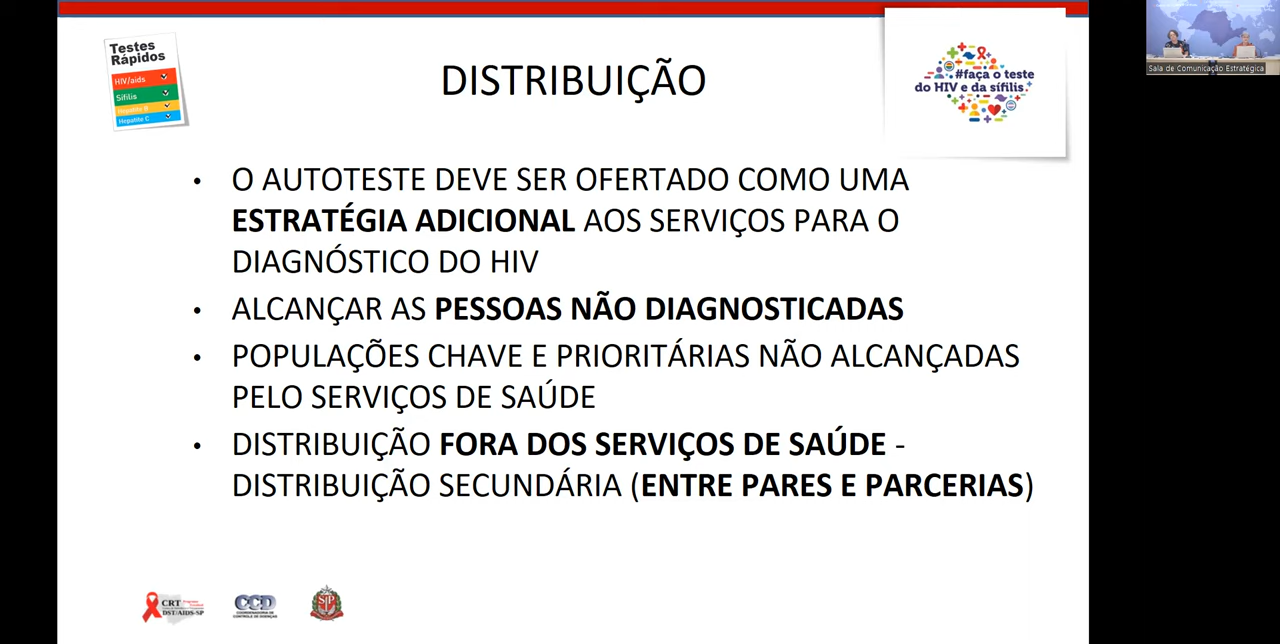 Testes
Rápidos
HIV/aids
Sífilis
Hepatite B
Hepatite C
DISTRIBUIÇÃO
#faça o teste
do HIV e da sífilis.
Sala de Comunicação Estratégica
• O AUTOTESTE DEVE SER OFERTADO COMO UMA
ESTRATÉGIA ADICIONAL AOS SERVIÇOS PARA O
DIAGNÓSTICO DO HIV
• ALCANÇAR AS PESSOAS NÃO DIAGNOSTICADAS
• POPULAÇÕES CHAVE E PRIORITÁRIAS NÃO ALCANÇADAS
PELO SERVIÇOS DE SAÚDE
• DISTRIBUIÇÃO FORA DOS SERVIÇOS DE SAÚDE -
DISTRIBUIÇÃO SECUNDÁRIA (ENTRE PARES E PARCERIAS)
CRT
DST/AIDS-SP
CCD
COORDENADORIA DE
CONTROLE DE DOENÇAS